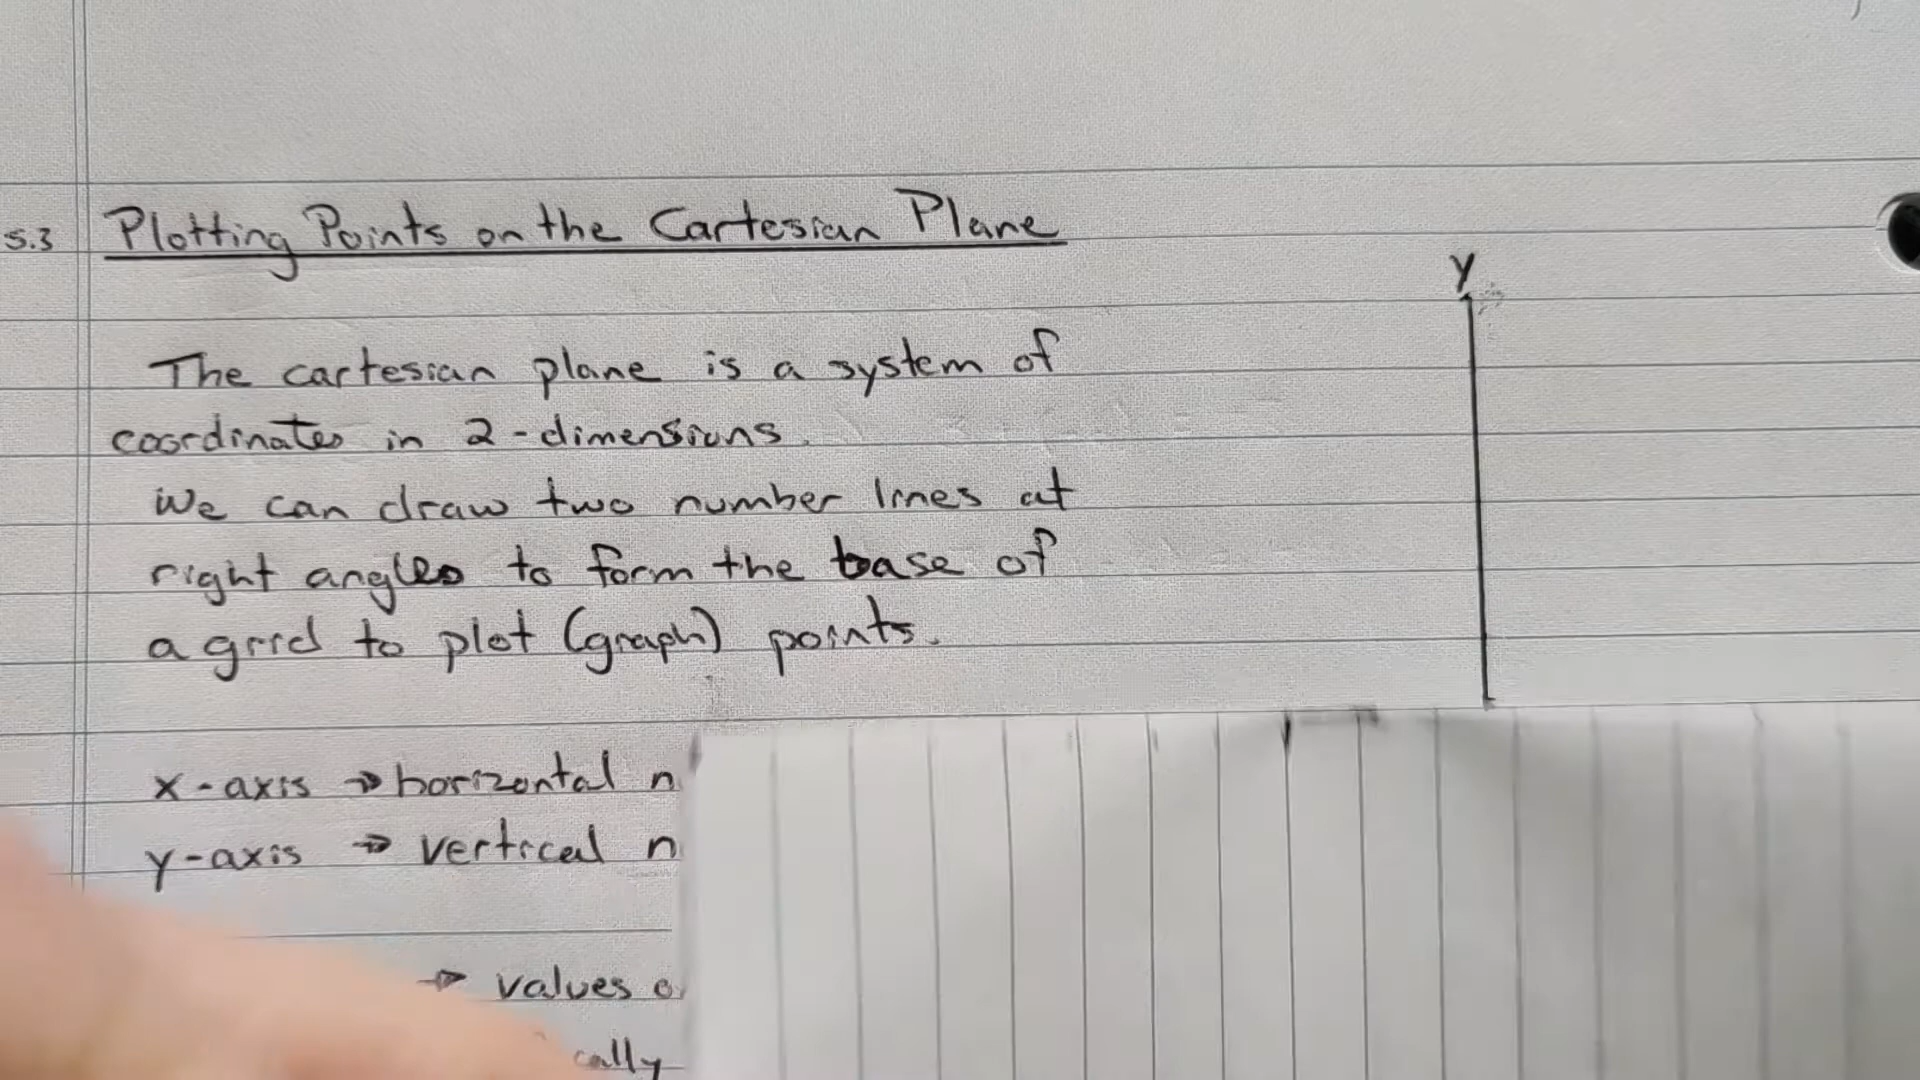 5.3 Plotting Points on the Cartesian Plane
y
The cartesian plane is a system of
coordinates in 2-dimensions.
We can draw two number lines at
right angles to form the base of
a grid to plot (graph) points.
x-axis → horizontal n
y-axis → vertical n
→ values
cally